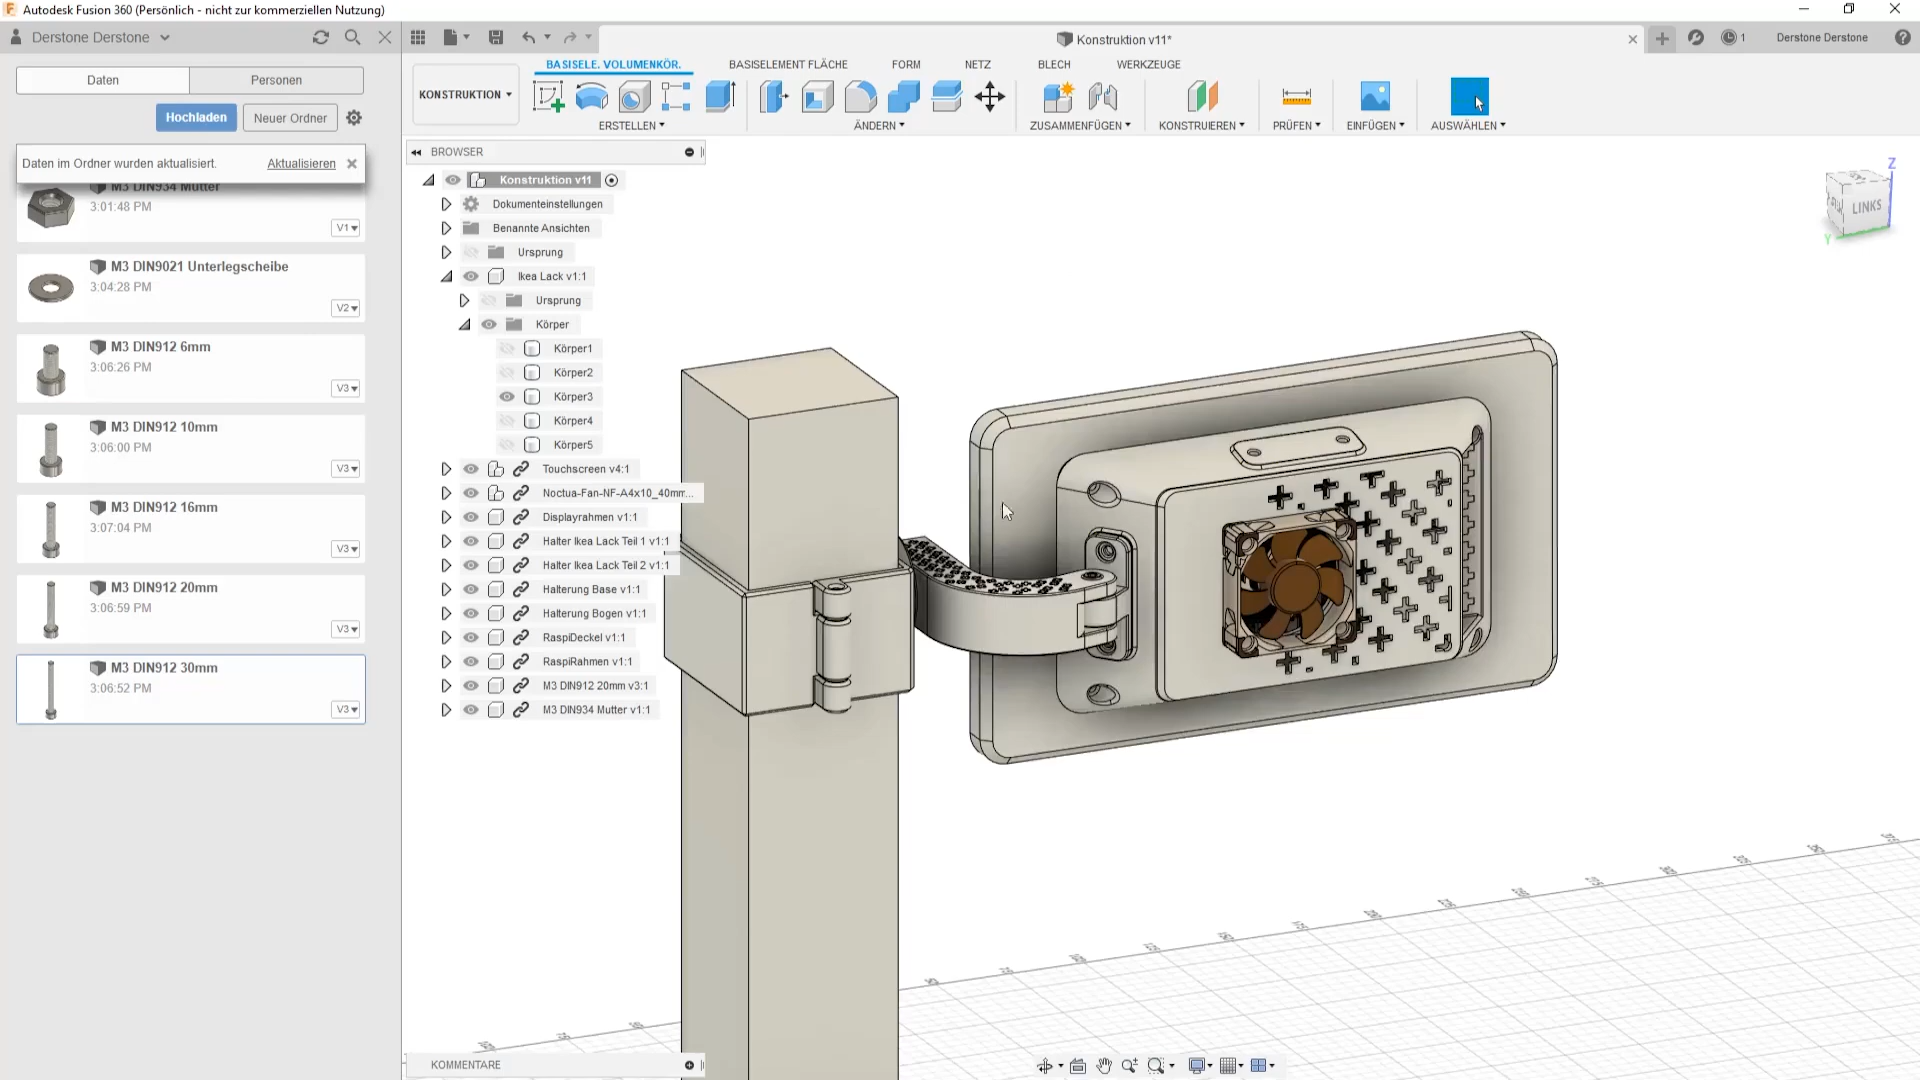 Autodesk Fusion 360 (Persönlich - nicht zur kommerziellen Nutzung)
Derstone Derstone
Konstruktion v11*
1
Derstone Derstone
Daten
Personen
Hochladen
Neuer Ordner
Daten im Ordner wurden aktualisiert.
Aktualisieren
M3 DIN934 Mutter
3:01:48 PM
V1
M3 DIN9021 Unterlegscheibe
3:04:28 PM
V2
M3 DIN912 6mm
3:06:26 PM
V3
M3 DIN912 10mm
3:06:00 PM
V3
M3 DIN912 16mm
3:07:04 PM
V3
M3 DIN912 20mm
3:06:59 PM
V3
M3 DIN912 30mm
3:06:52 PM
V3
KONSTRUKTION
BASISELE. VOLUMENKÖR.
BASISELEMENT FLÄCHE
FORM
NETZ
BLECH
WERKZEUGE
ERSTELLEN
ÄNDERN
ZUSAMMENFÜGEN
KONSTRUIEREN
PRÜFEN
EINFÜGEN
AUSWÄHLEN
BROWSER
Konstruktion v11
Dokumenteinstellungen
Benannte Ansichten
Ursprung
Ikea Lack v1:1
Ursprung
Körper
Körper1
Körper2
Körper3
Körper4
Körper5
Touchscreen v4:1
Noctua-Fan-NF-A4x10_40mm...
Displayrahmen v1:1
Halter Ikea Lack Teil 1 v1:1
Halter Ikea Lack Teil 2 v1:1
Halterung Base v1:1
Halterung Bogen v1:1
RaspiDeckel v1:1
RaspiRahmen v1:1
M3 DIN912 20mm v3:1
M3 DIN934 Mutter v1:1
Z
LINKS
Y
KOMMENTARE